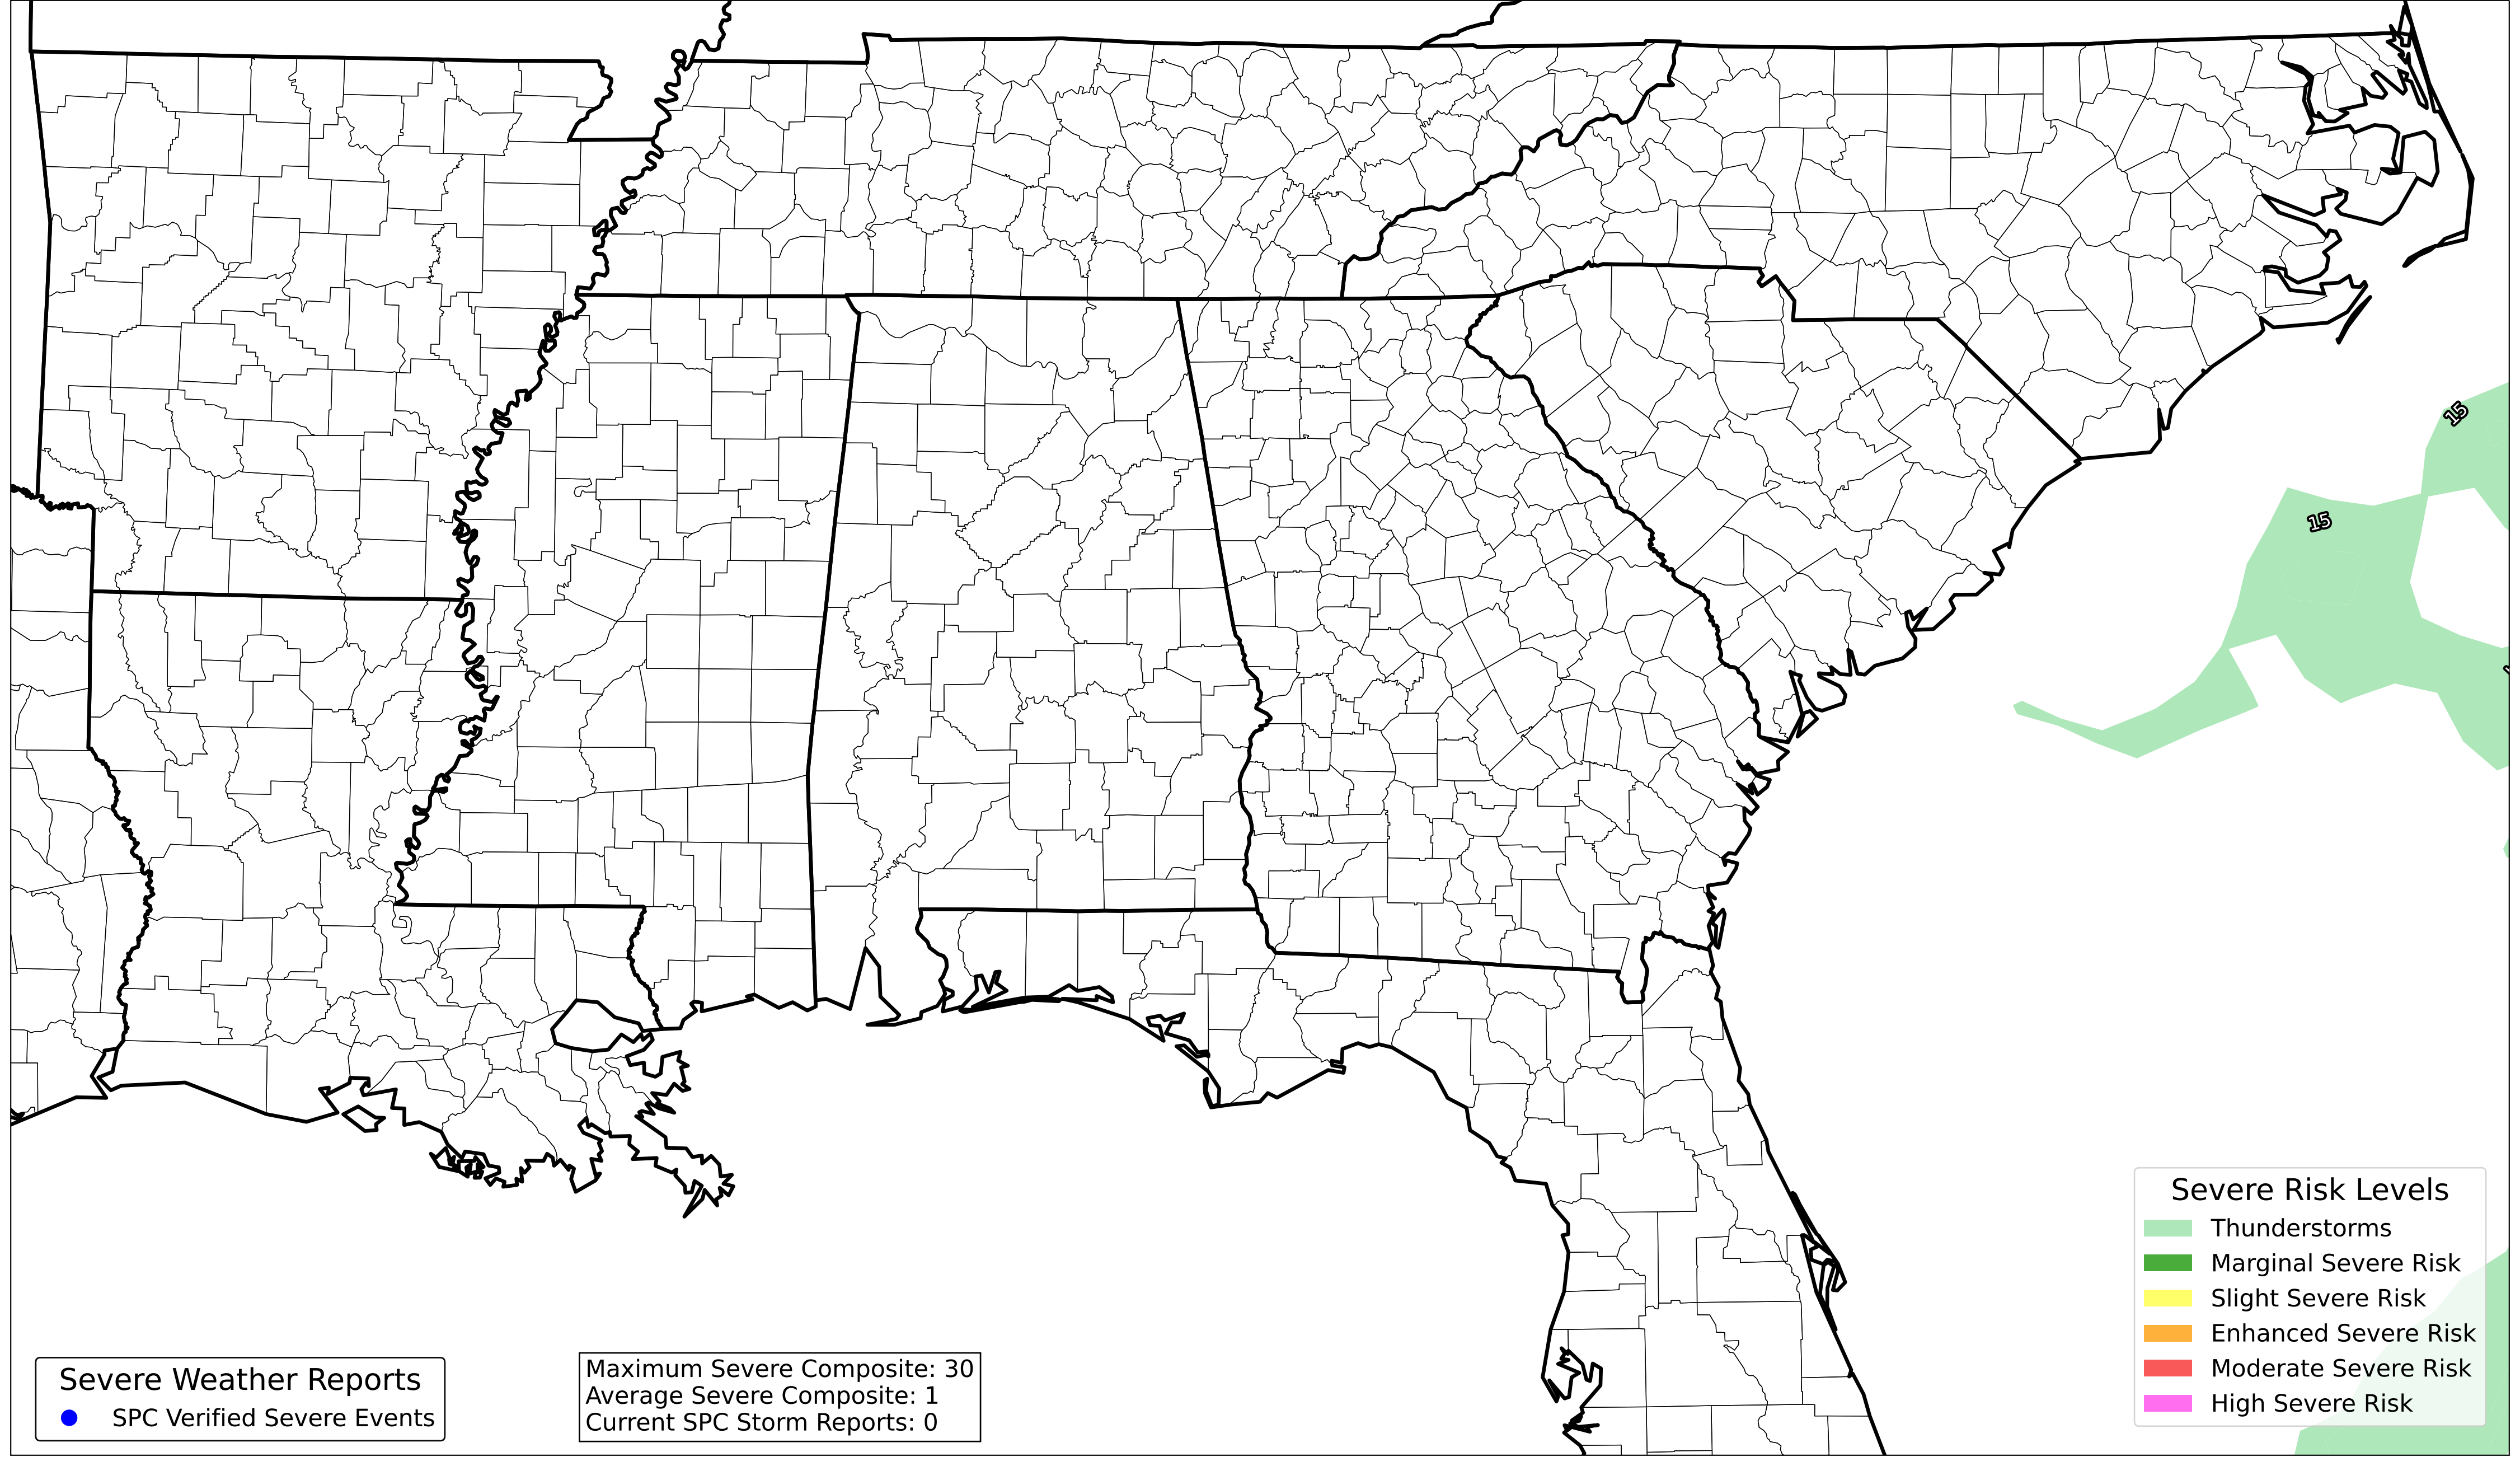 15
15
Severe Risk Levels
Thunderstorms
Marginal Severe Risk
Slight Severe Risk
Enhanced Severe Risk
Moderate Severe Risk
High Severe Risk
Severe Weather Reports
SPC Verified Severe Events
Maximum Severe Composite: 30
Average Severe Composite: 1
Current SPC Storm Reports: 0